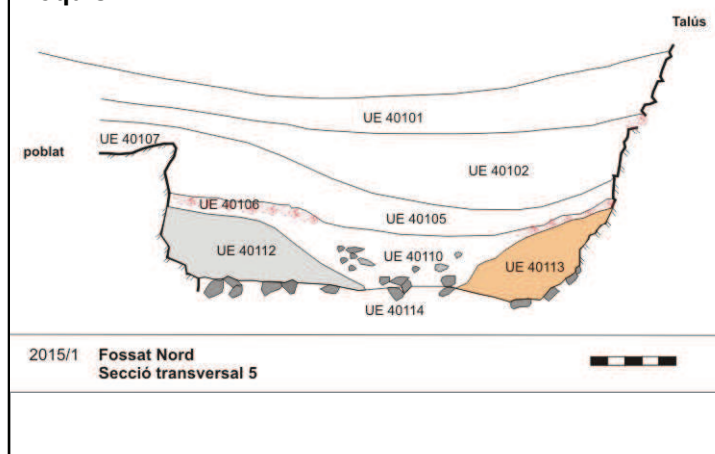 Talús
UE 40101
UE 40107
poblat
UE 40102
UE 40106
UE 40105
UE 40112
UE 40110
UE 40113
UE 40114
2015/1 Fossat Nord
Secció transversal 5